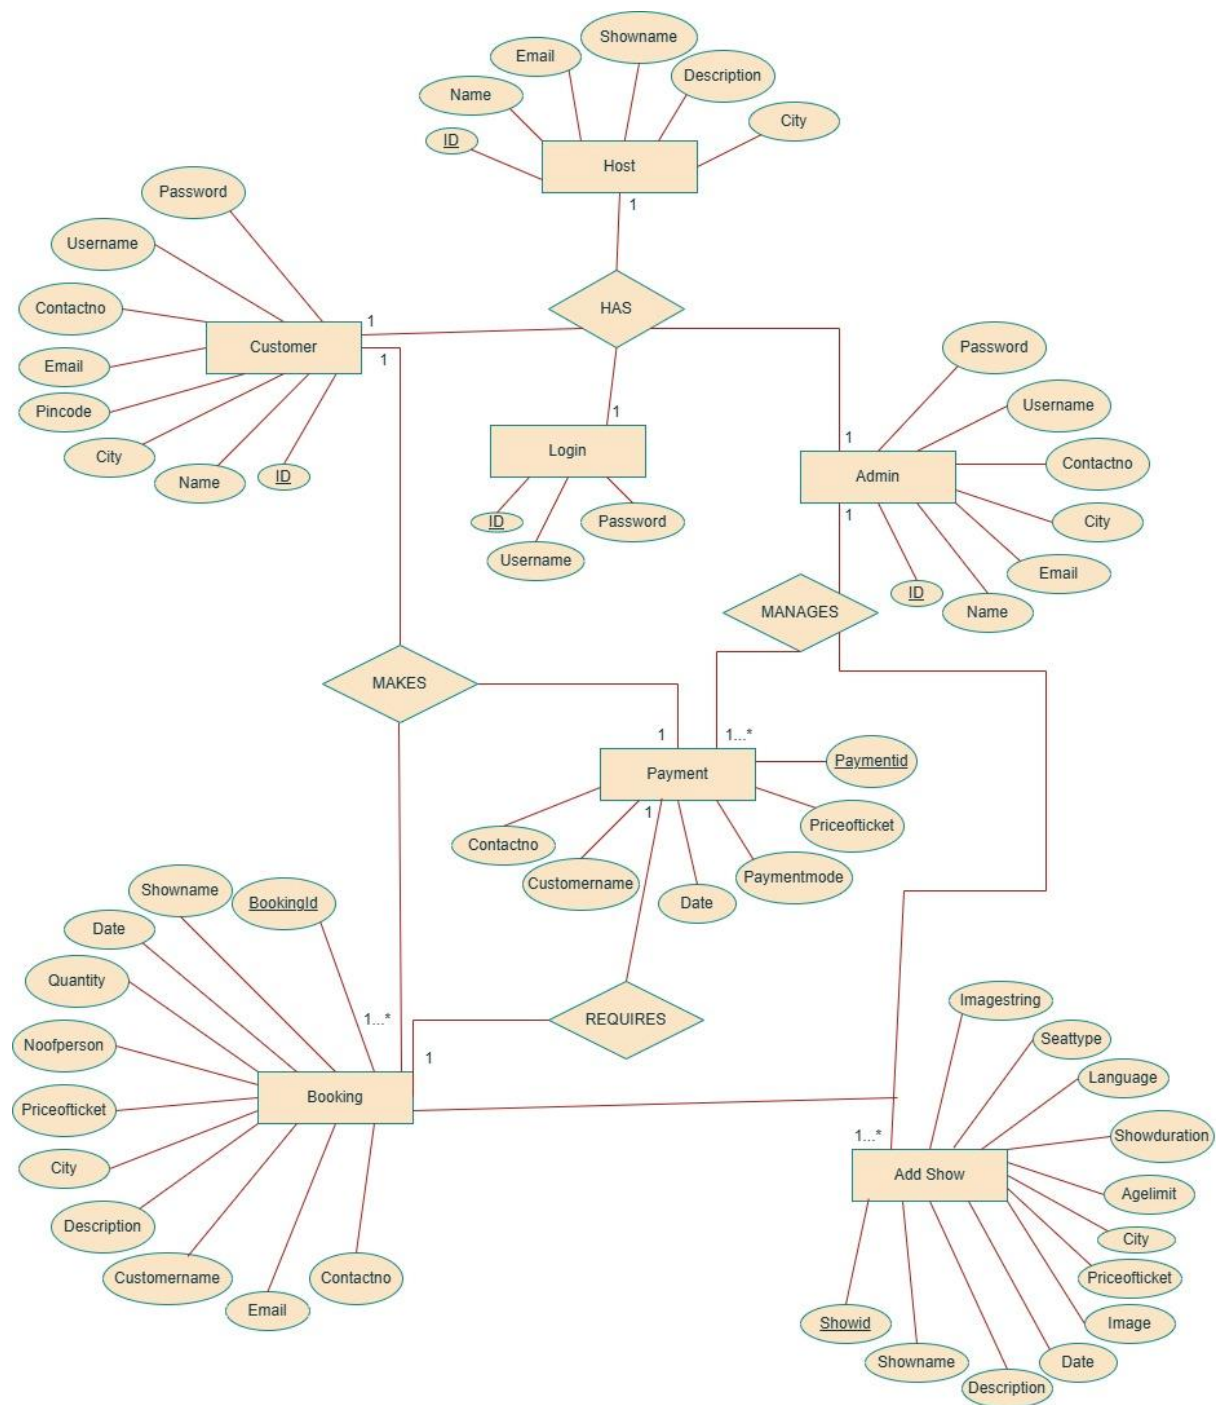 Showname
Email
Description
Name
City
ID
Host
Password
1
Username
HAS
Contactno
1
Customer
Password
Email
1
Username
Pincode
1
City
Login
1
Contactno
Name
ID
Admin
ID
Password
1
City
Username
Email
ID
Name
MANAGES
MAKES
1
1...*
Paymentid
Payment
1
Priceofticket
Contactno
Customername
Paymentmode
Date
Showname
BookingId
Date
Quantity
1...*
REQUIRES
Noofperson
1
Booking
Priceofticket
City
Description
Customername
Email
Contactno
Imagestring
Seattype
Language
1...*
Showduration
Add Show
Agelimit
City
Priceofticket
Showid
Image
Showname
Date
Description